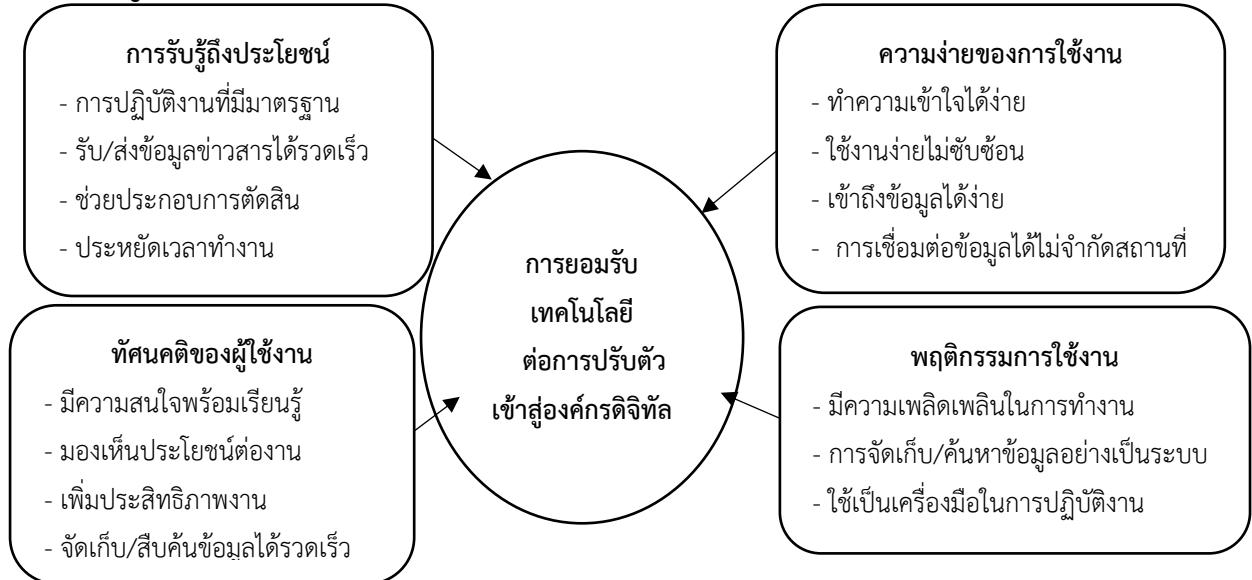 การรับรู้ถึงประโยชน์
- การปฏิบัติงานที่มีมาตรฐาน
- รับ/ส่งข้อมูลข่าวสารได้รวดเร็ว
- ช่วยประกอบการตัดสิน
- ประหยัดเวลาทำงาน
ความง่ายของการใช้งาน
- ทำความเข้าใจได้ง่าย
- ใช้งานง่ายไม่ซับซ้อน
- เข้าถึงข้อมูลได้ง่าย
- การเชื่อมต่อข้อมูลได้ไม่จำกัดสถานที่
การยอมรับ
เทคโนโลยี
ต่อการปรับตัว
เข้าสู่องค์กรดิจิทัล
ทัศนคติของผู้ใช้งาน
- มีความสนใจพร้อมเรียนรู้
- มองเห็นประโยชน์ต่องาน
- เพิ่มประสิทธิภาพงาน
- จัดเก็บ/สืบค้นข้อมูลได้รวดเร็ว
พฤติกรรมการใช้งาน
- มีความเพลิดเพลินในการทำงาน
- การจัดเก็บ/ค้นหาข้อมูลอย่างเป็นระบบ
- ใช้เป็นเครื่องมือในการปฏิบัติงาน